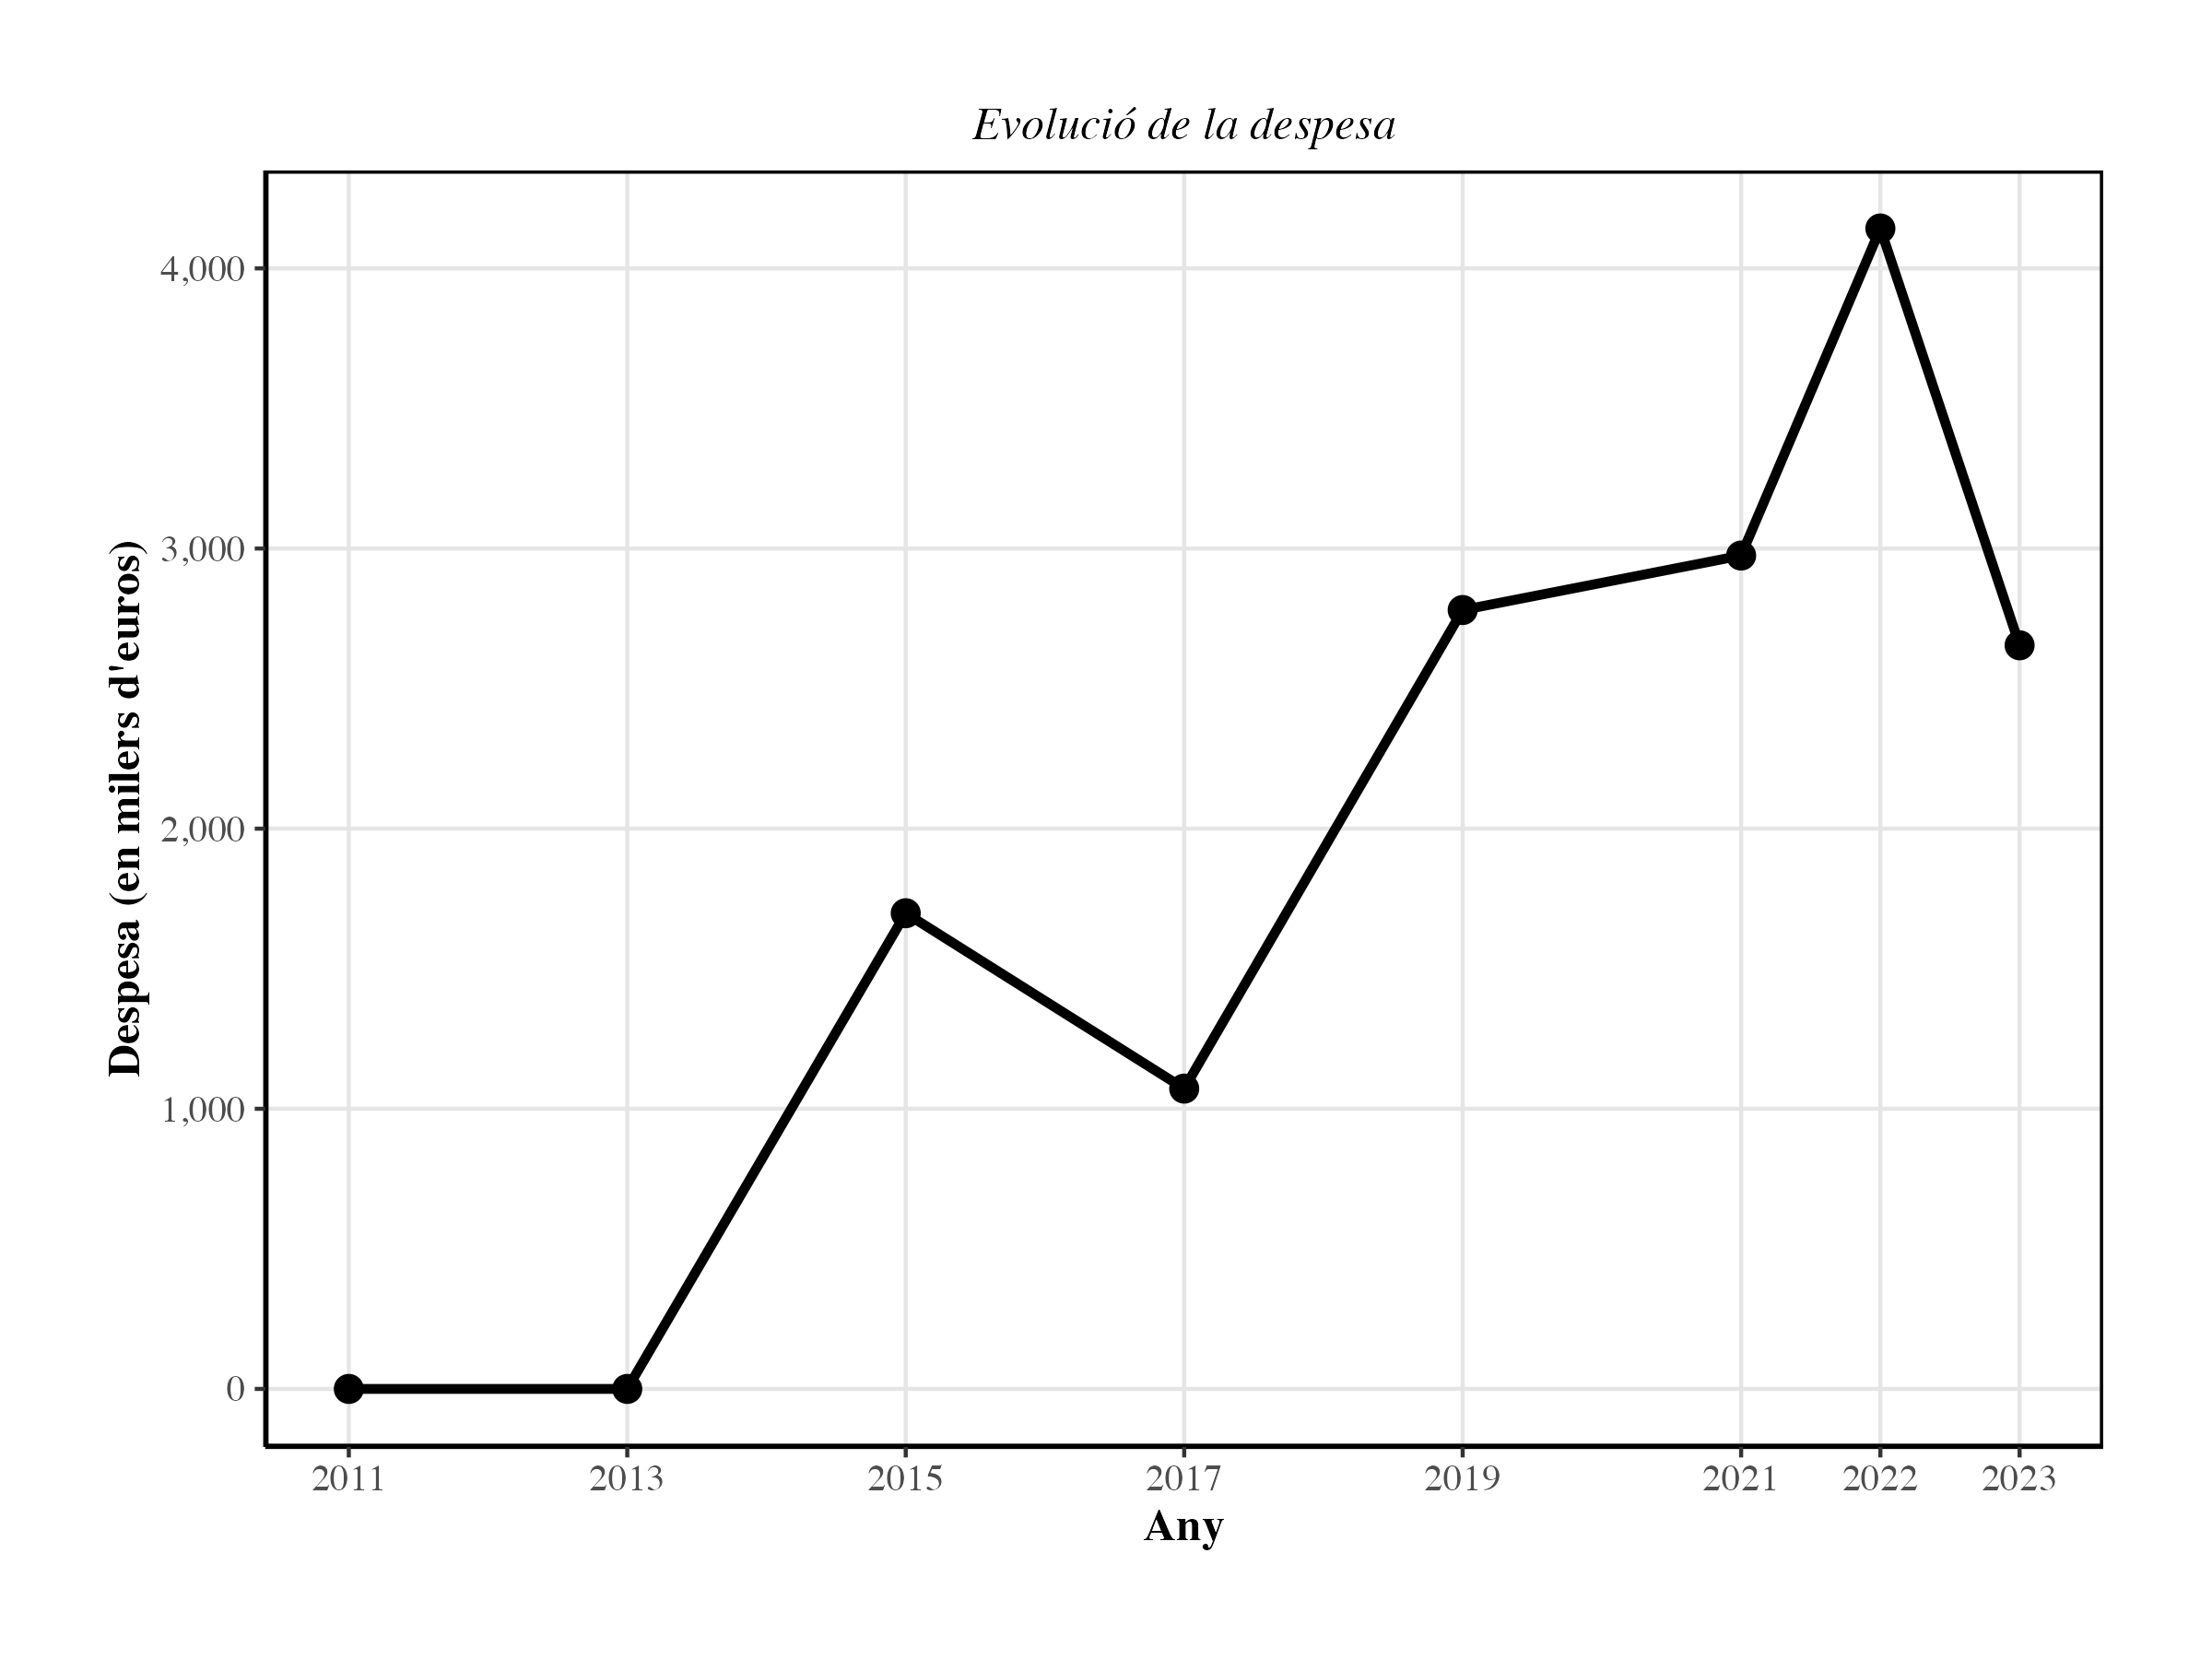 Evolució de la despesa
Despesa (en milers d'euros)
4,000
3,000
2,000
1,000
0
2011 2013 2015 2017 2019 2021 2022 2023
Any